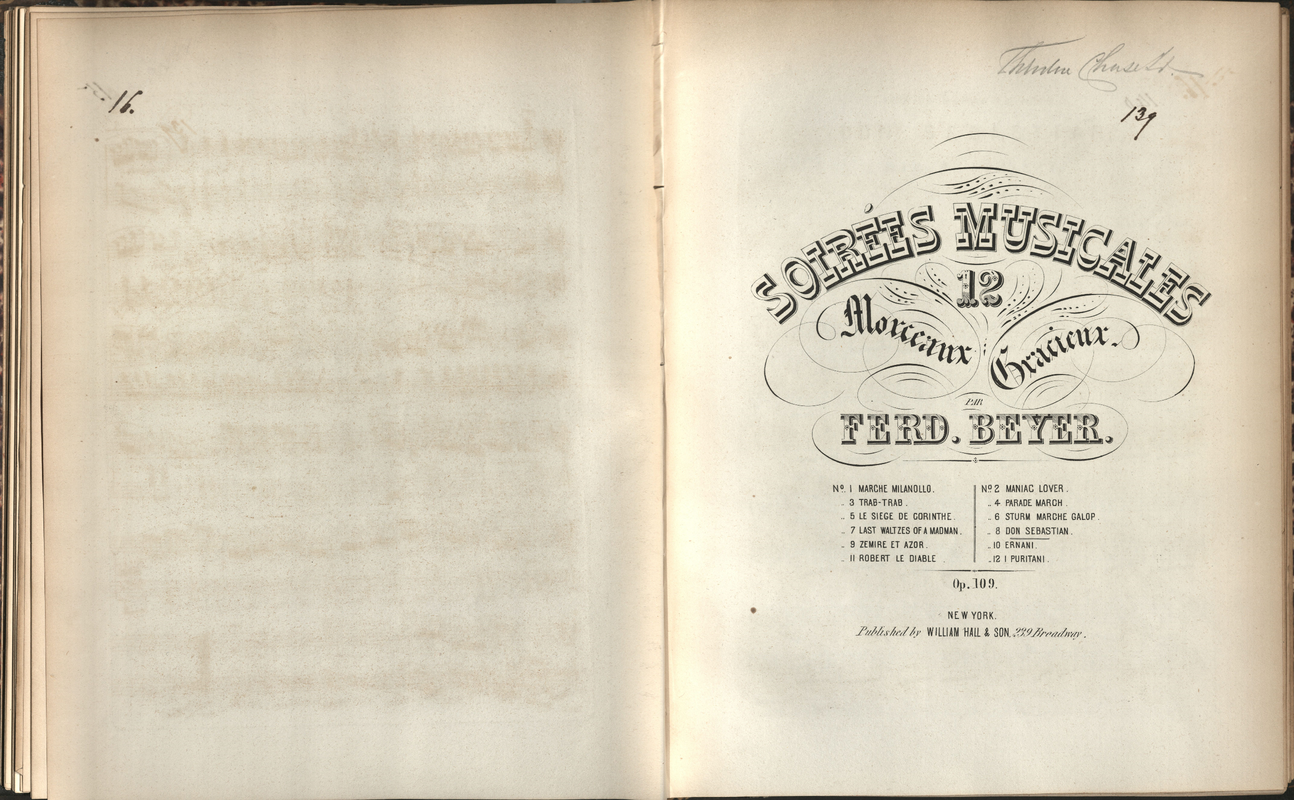 16.
Chase
139
SOIRÉES MUSICALES
12
Morceaux Gracieux.
PAR
FERD. BEYER.
No. 1 MARCHE MILANOLLO.
.. 3 TRAB-TRAB.
.. 5 LE SIEGE DE CORINTHE.
.. 7 LAST WALTZES OF A MADMAN.
.. 9 ZEMIRE ET AZOR.
.. 11 ROBERT LE DIABLE
No. 2 MANIAC LOVER.
.. 4 PARADE MARCH.
.. 6 STURM MARCHE GALOP.
.. 8 DON SEBASTIAN.
.. 10 ERNANI.
.. 12 I PURITANI.
Op. 109.
NEW YORK.
Published by WILLIAM HALL & SON, 239 Broadway.